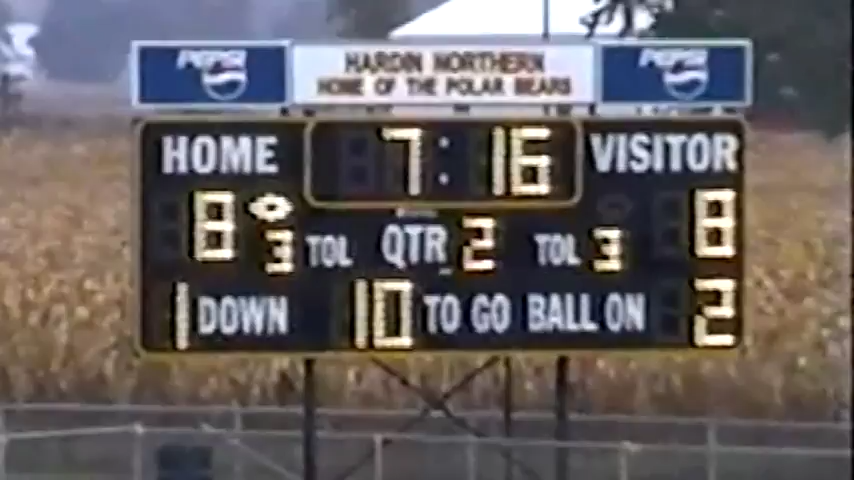 PEPSI HARDIN NORTHERN PEPSI
HOME OF THE POLAR BEARS
HOME 7:16 VISITOR
8 3 TOL QTR 2 TOL 3 8
1 DOWN 10 TO GO BALL ON 2